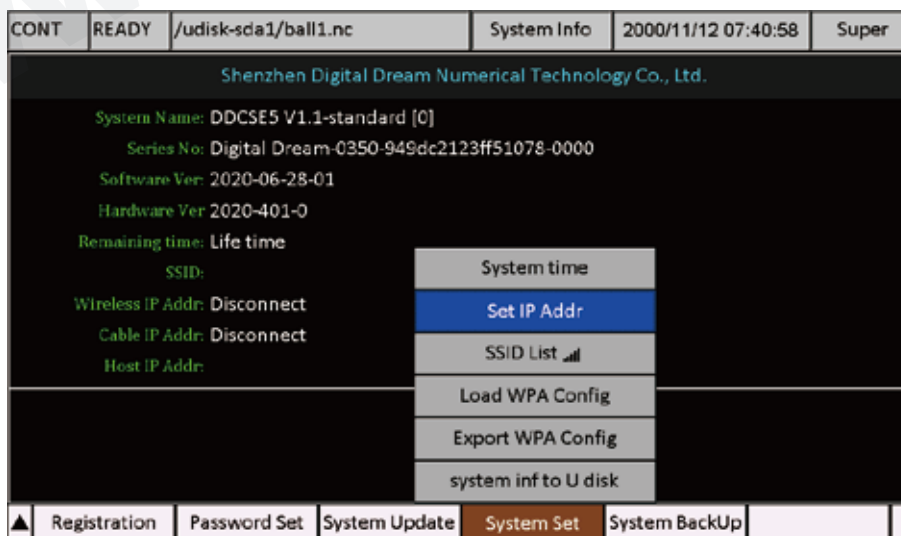 CONT READY /udisk-sda1/ball1.nc System Info 2000/11/12 07:40:58 Super
Shenzhen Digital Dream Numerical Technology Co., Ltd.
System Name: DDCSE5 V1.1-standard [0]
Series No: Digital Dream-0350-949dc2123ff51078-0000
Software Ver: 2020-06-28-01
Hardware Ver 2020-401-0
Remaining time: Life time
SSID:
Wireless IP Addr: Disconnect
Cable IP Addr: Disconnect
Host IP Addr:
System time
Set IP Addr
SSID List
Load WPA Config
Export WPA Config
system inf to U disk
▲ Registration Password Set System Update System Set System BackUp